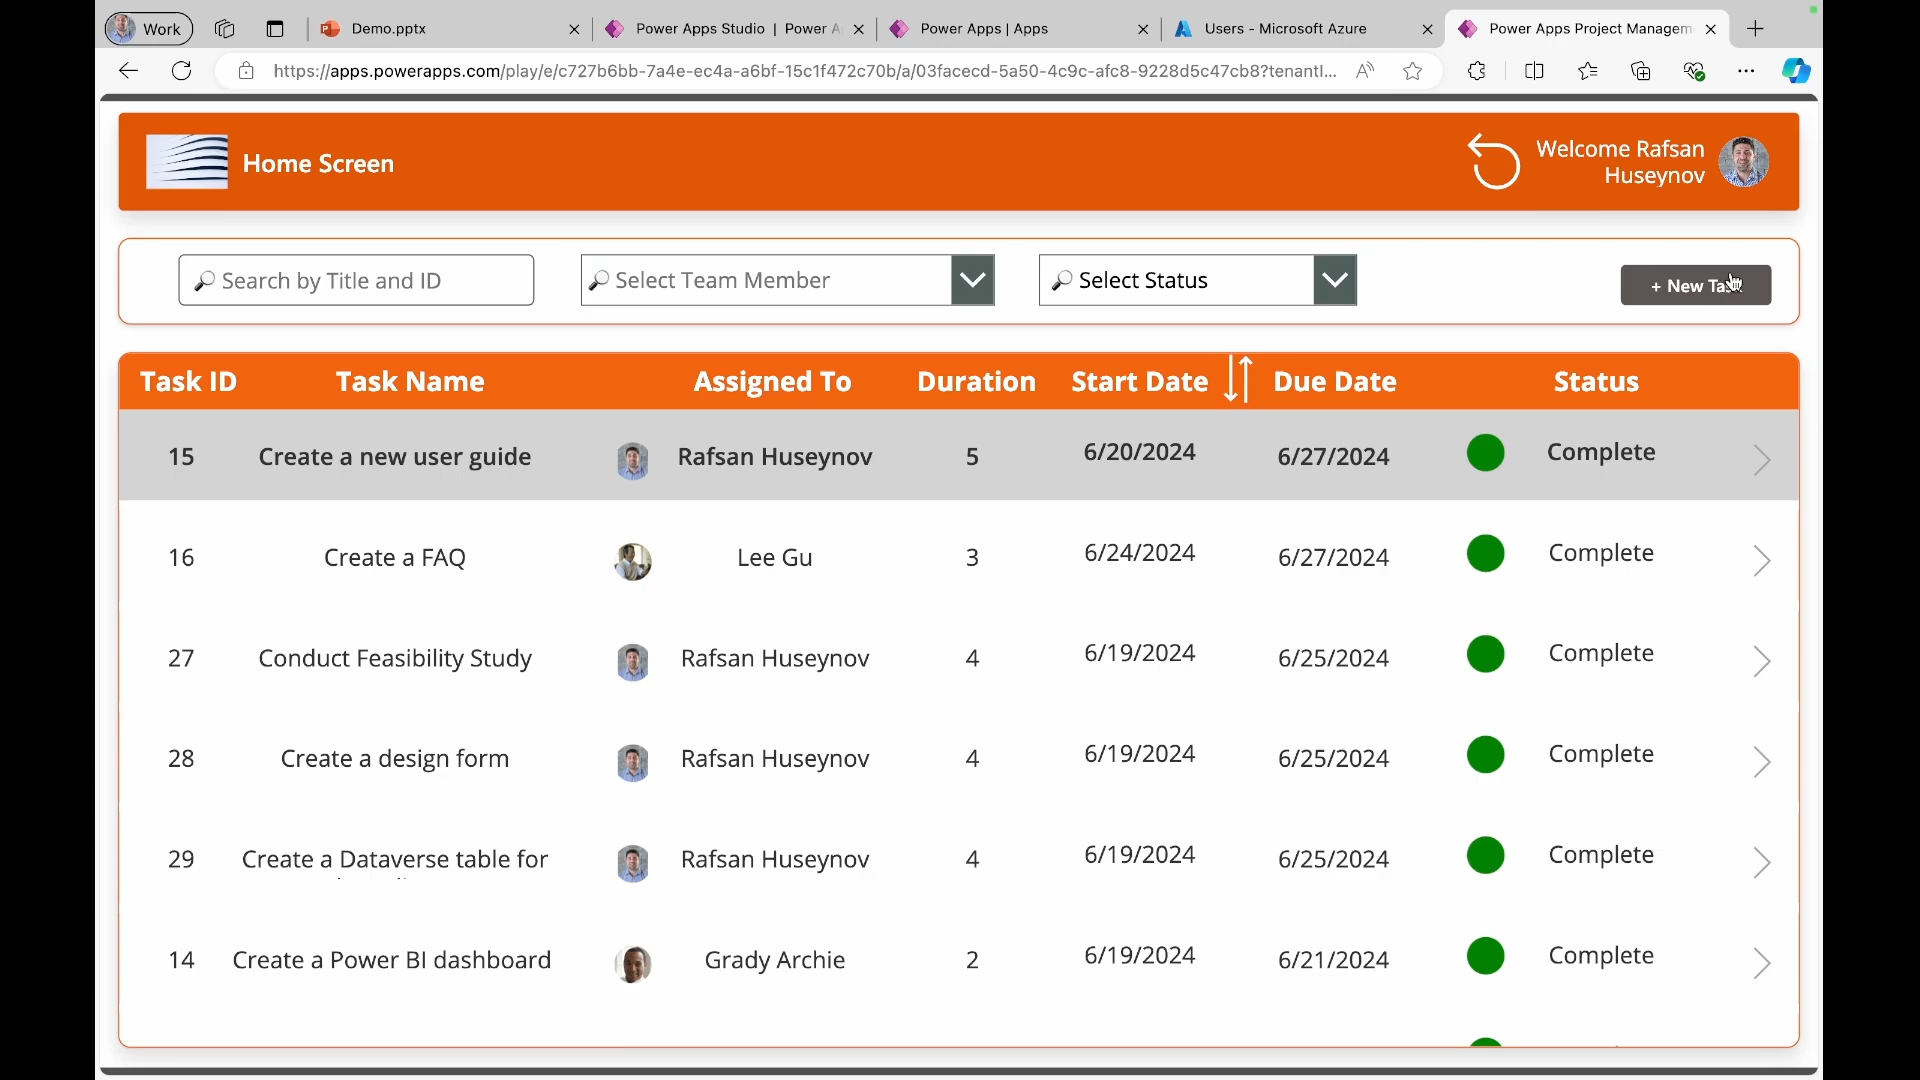 Work
Demo.pptx
Power Apps Studio | Power A
Power Apps | Apps
Users - Microsoft Azure
Power Apps Project Managem
https://apps.powerapps.com/play/e/c727b6bb-7a4e-ec4a-a6bf-15c1f472c70b/a/03facecd-5a50-4c9c-afc8-9228d5c47cb8?tenantI...
Home Screen
Welcome Rafsan
Huseynov
Search by Title and ID
Select Team Member
Select Status
+ New Task
Task ID Task Name Assigned To Duration Start Date Due Date Status
15 Create a new user guide Rafsan Huseynov 5 6/20/2024 6/27/2024 Complete
16 Create a FAQ Lee Gu 3 6/24/2024 6/27/2024 Complete
27 Conduct Feasibility Study Rafsan Huseynov 4 6/19/2024 6/25/2024 Complete
28 Create a design form Rafsan Huseynov 4 6/19/2024 6/25/2024 Complete
29 Create a Dataverse table for Rafsan Huseynov 4 6/19/2024 6/25/2024 Complete
14 Create a Power BI dashboard Grady Archie 2 6/19/2024 6/21/2024 Complete